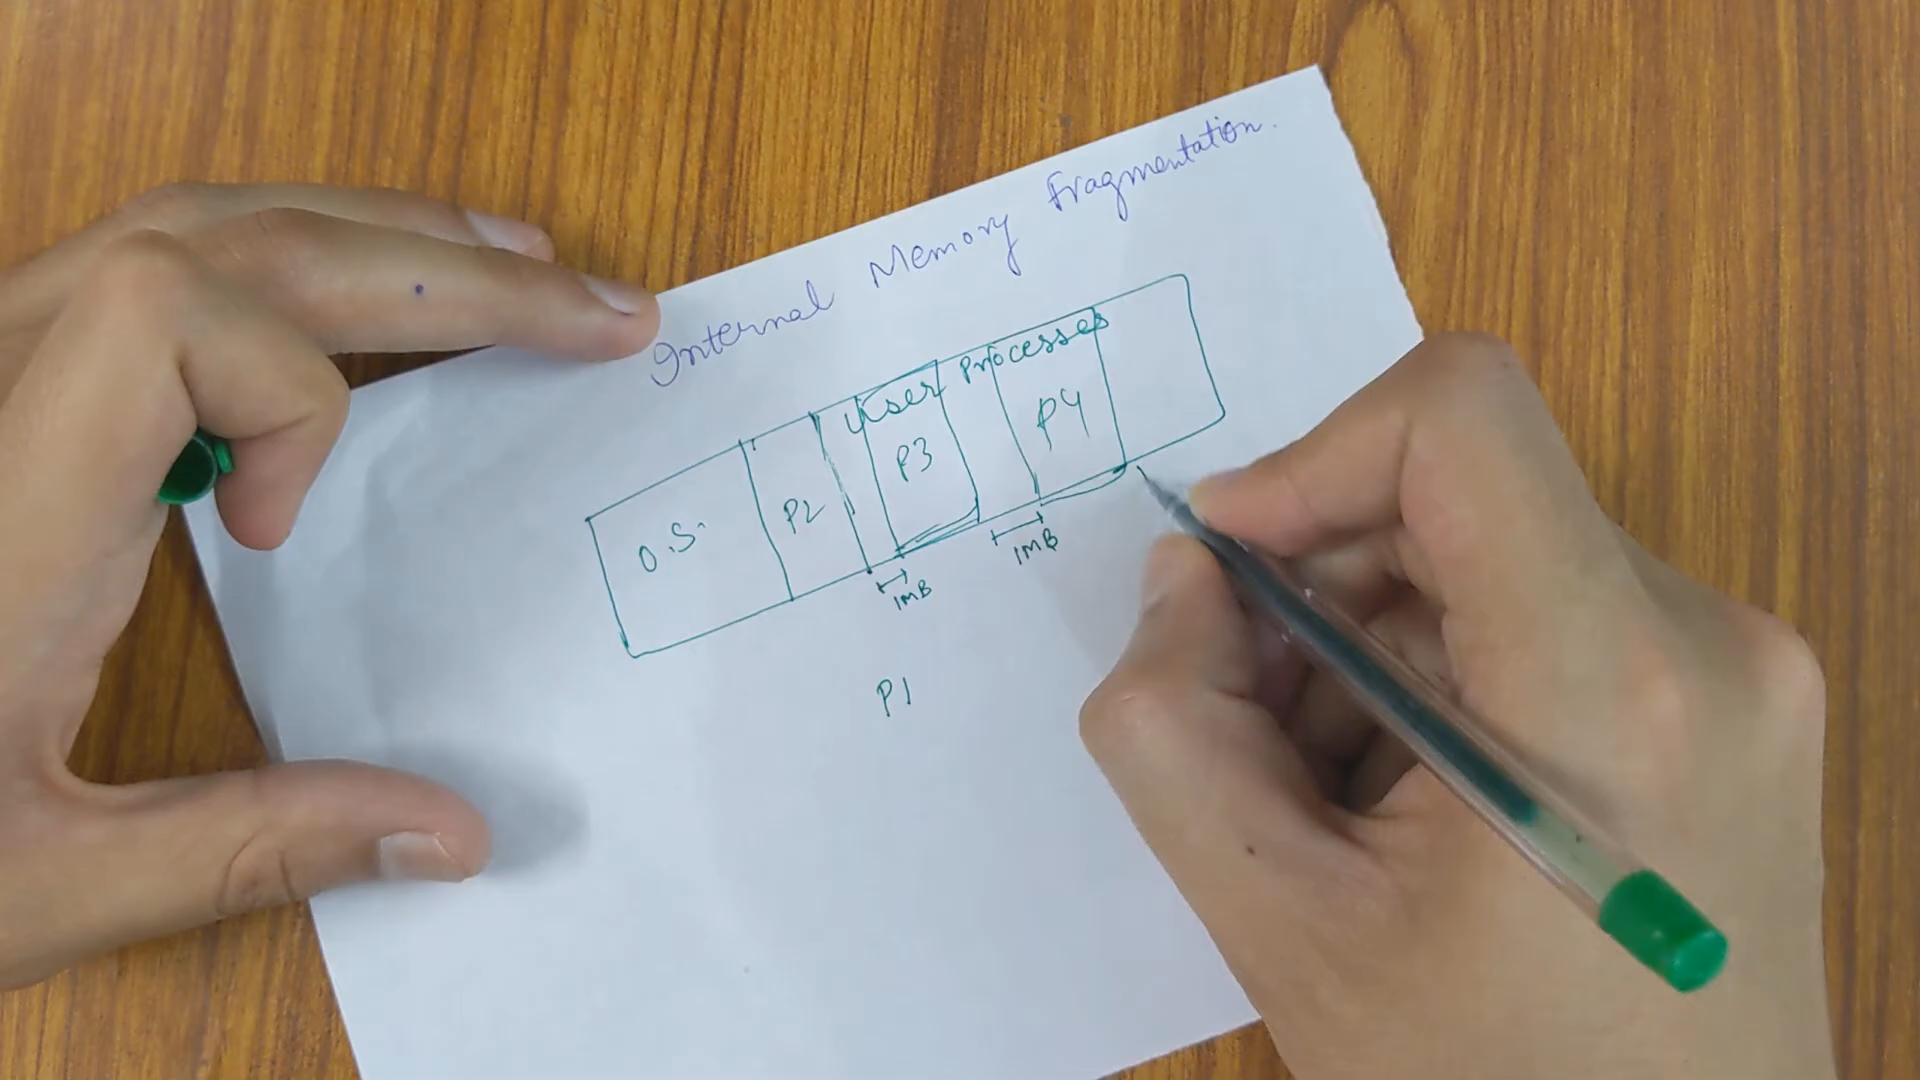 Internal Memory Fragmentation.
User Processes
O.S. P2 P3 P4
1MB 1MB
P1